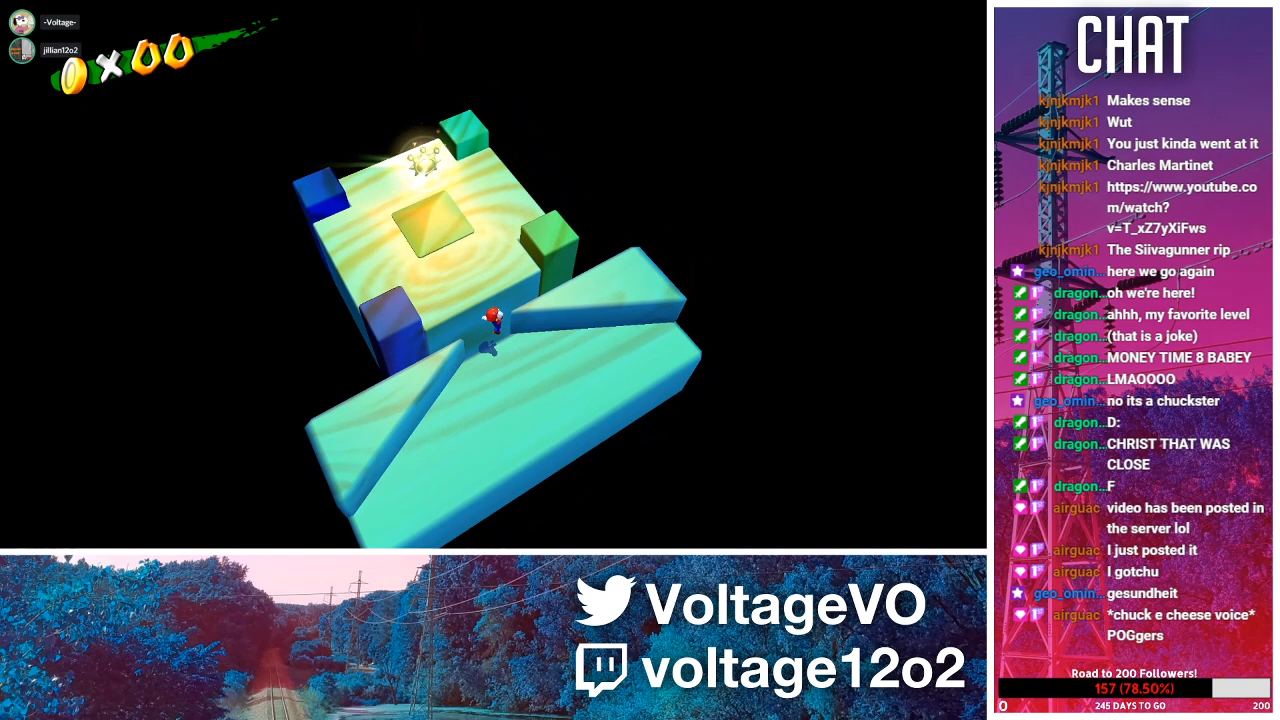 -Voltage-
jillian12o2
0×00
CHAT
kjnjkmjk1 Makes sense
kjnjkmjk1 Wut
kjnjkmjk1 You just kinda went at it
kjnjkmjk1 Charles Martinet
kjnjkmjk1 https://www.youtube.co
m/watch?
v=T_xZ7yXiFws
kjnjkmjk1 The Siivagunner rip
geo_omin... here we go again
dragon... oh we're here!
dragon... ahhh, my favorite level
dragon... (that is a joke)
dragon... MONEY TIME 8 BABEY
dragon... LMAOOOO
geo_omin... no its a chuckster
dragon... D:
dragon... CHRIST THAT WAS
CLOSE
dragon... F
airguac video has been posted in
the server lol
airguac I just posted it
airguac I gotchu
geo_omin... gesundheit
airguac *chuck e cheese voice*
POGgers
Road to 200 Followers!
157 (78.50%)
0 245 DAYS TO GO 200
VoltageVO
voltage12o2